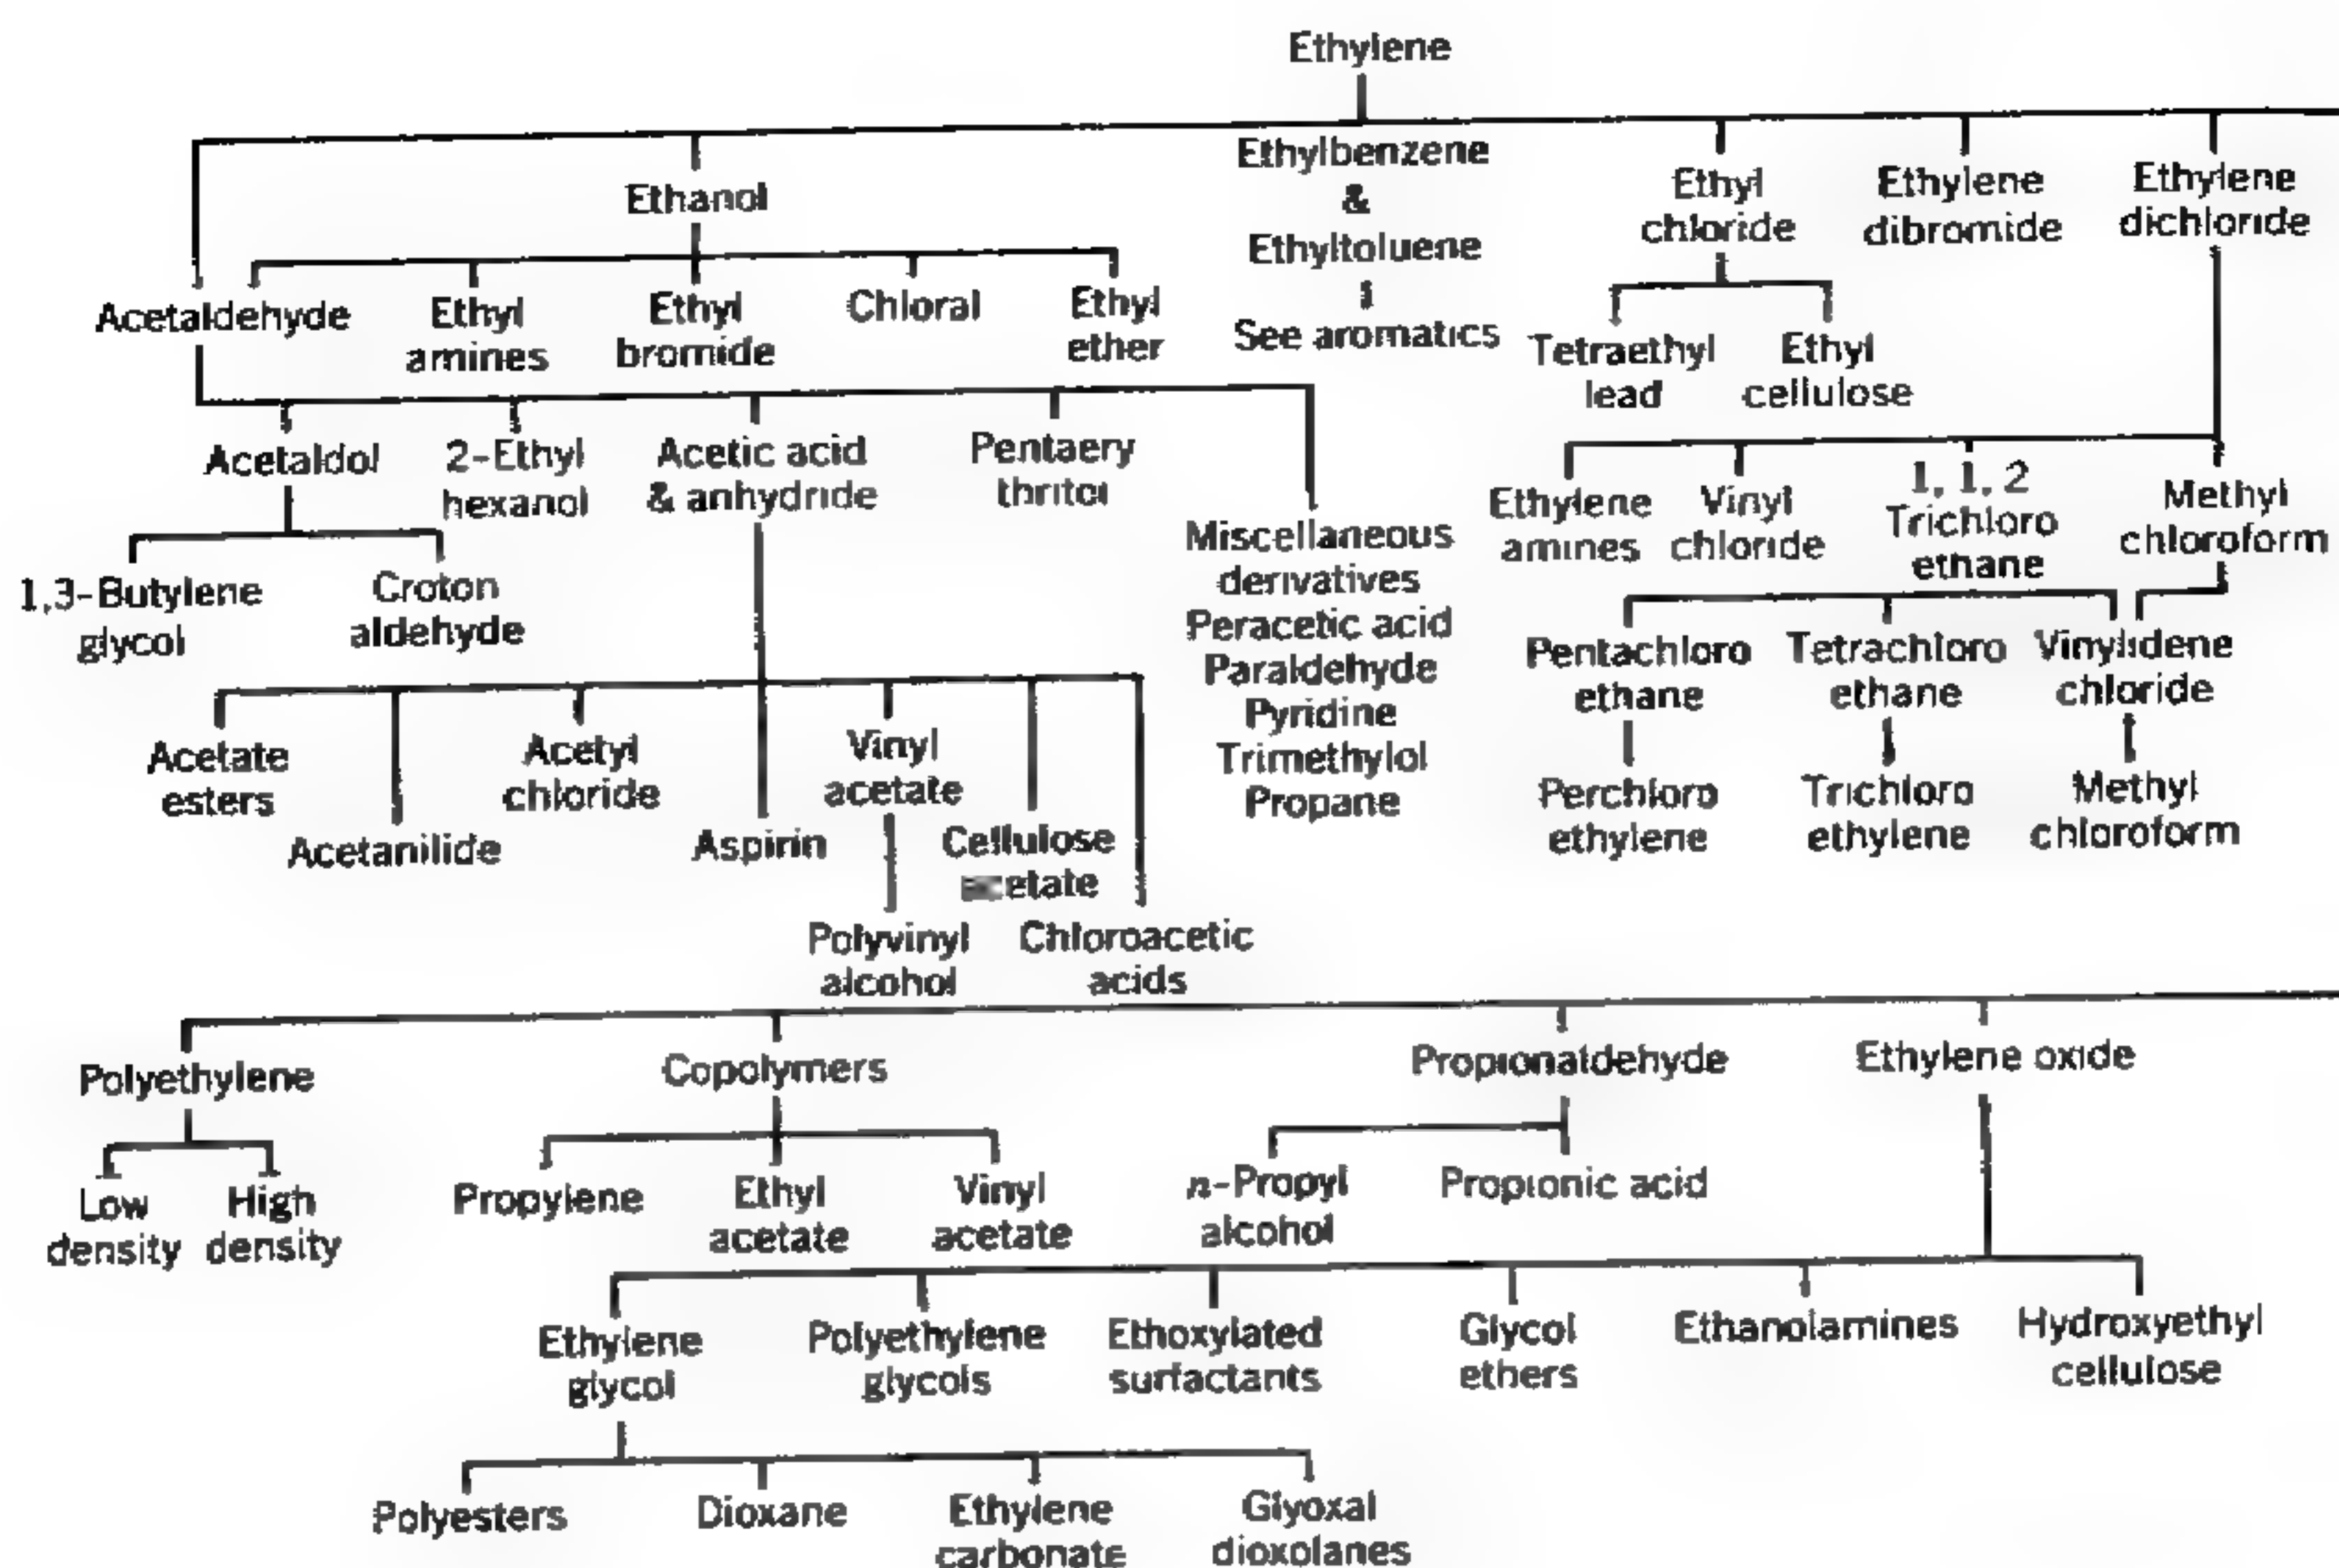 Ethylene
Ethylbenzene
&
Ethyltoluene
See aromatics
Ethanol
Ethyl
chloride
Ethylene
dibromide
Ethylene
dichloride
Acetaldehyde
Ethyl
amines
Ethyl
bromide
Chloral
Ethyl
ether
Tetraethyl
lead
Ethyl
cellulose
Acetaldol
2-Ethyl
hexanol
Acetic acid
& anhydride
Pentaery
thritol
Miscellaneous
derivatives
Peracetic acid
Paraldehyde
Pyridine
Trimethylol
Propane
Ethylene
amines
Vinyl
chloride
1, 1, 2
Trichloro
ethane
Methyl
chloroform
1,3-Butylene
glycol
Croton
aldehyde
Pentachloro
ethane
Tetrachloro
ethane
Vinylidene
chloride
Perchloro
ethylene
Trichloro
ethylene
Methyl
chloroform
Acetate
esters
Acetanilide
Acetyl
chloride
Aspirin
Vinyl
acetate
Cellulose
acetate
Polyvinyl
alcohol
Chloroacetic
acids
Polyethylene
Copolymers
Propionaldehyde
Ethylene oxide
Low
density
High
density
Propylene
Ethyl
acetate
Vinyl
acetate
n-Propyl
alcohol
Propionic acid
Ethylene
glycol
Polyethylene
glycols
Ethoxylated
surfactants
Glycol
ethers
Ethanolamines
Hydroxyethyl
cellulose
Polyesters
Dioxane
Ethylene
carbonate
Glyoxal
dioxolanes